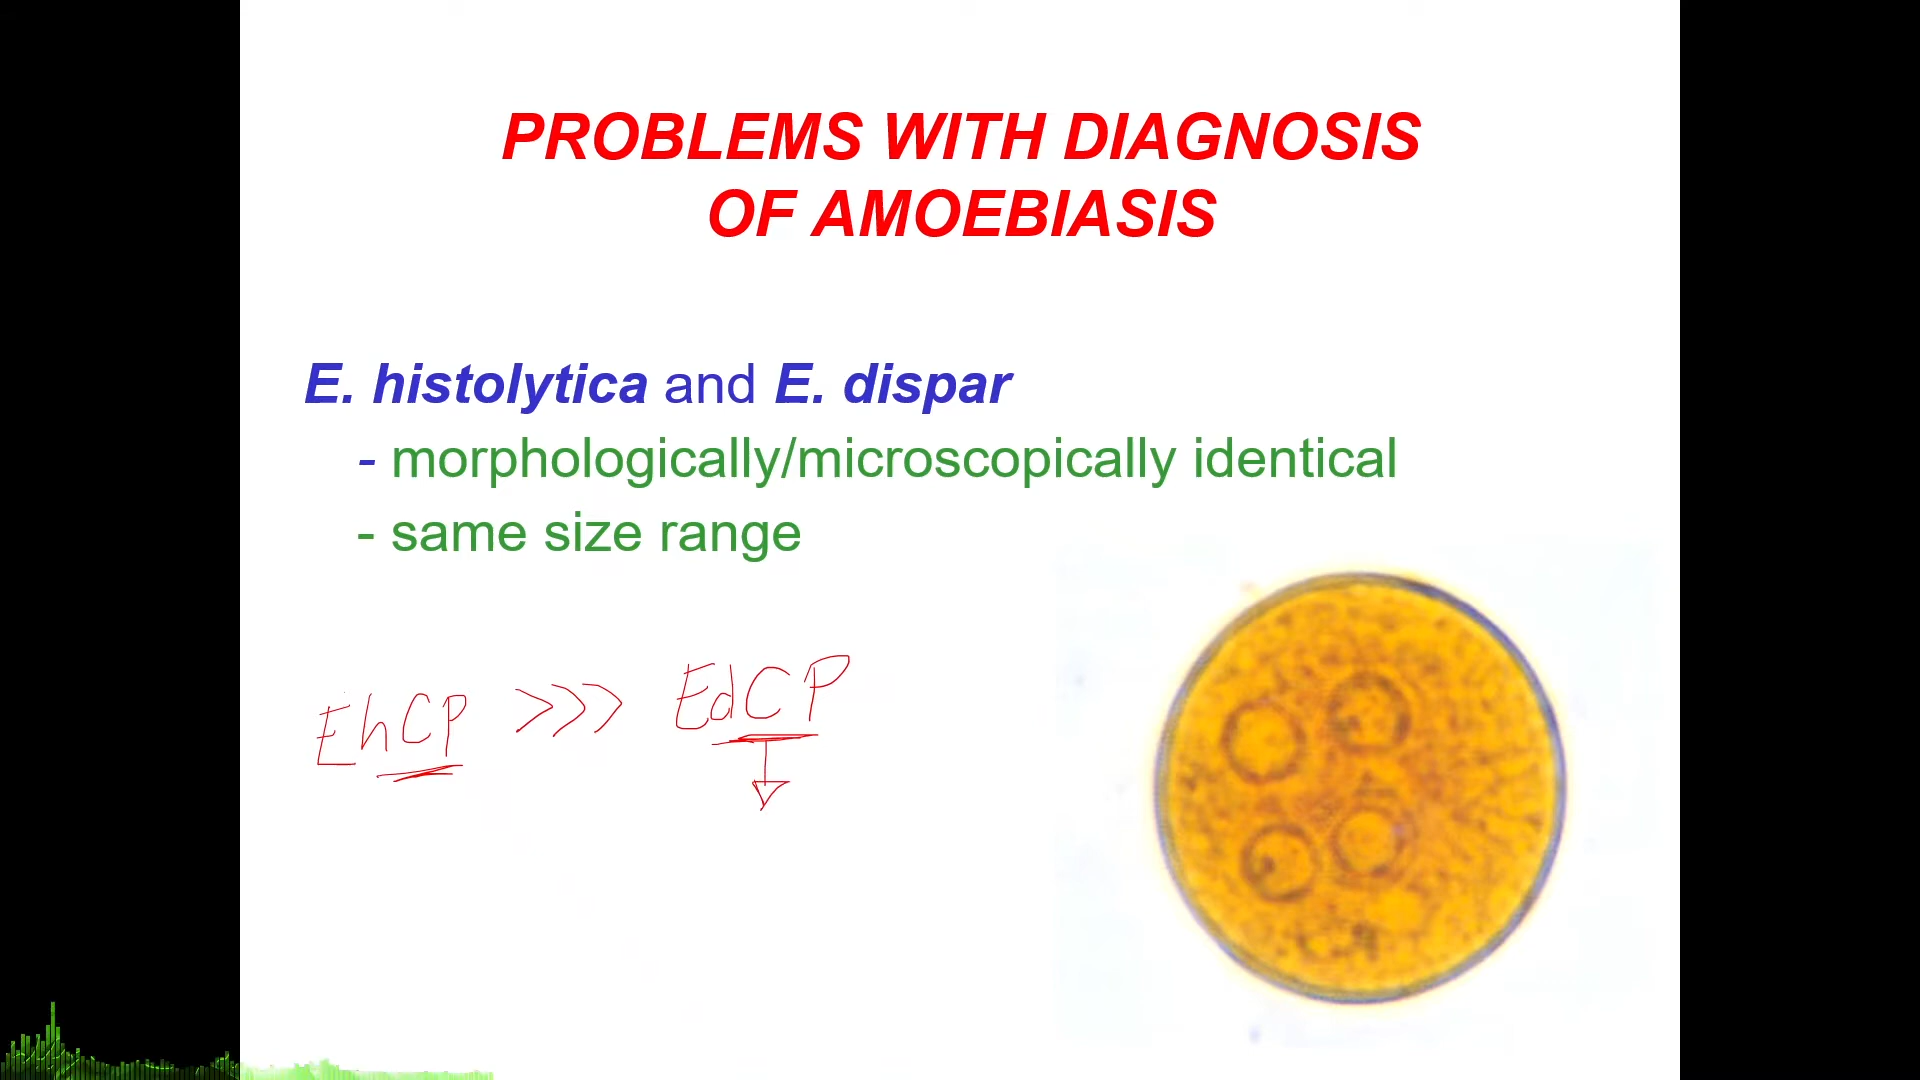 PROBLEMS WITH DIAGNOSIS
OF AMOEBIASIS
E. histolytica and E. dispar
- morphologically/microscopically identical
- same size range
EhCP >>> EdCP